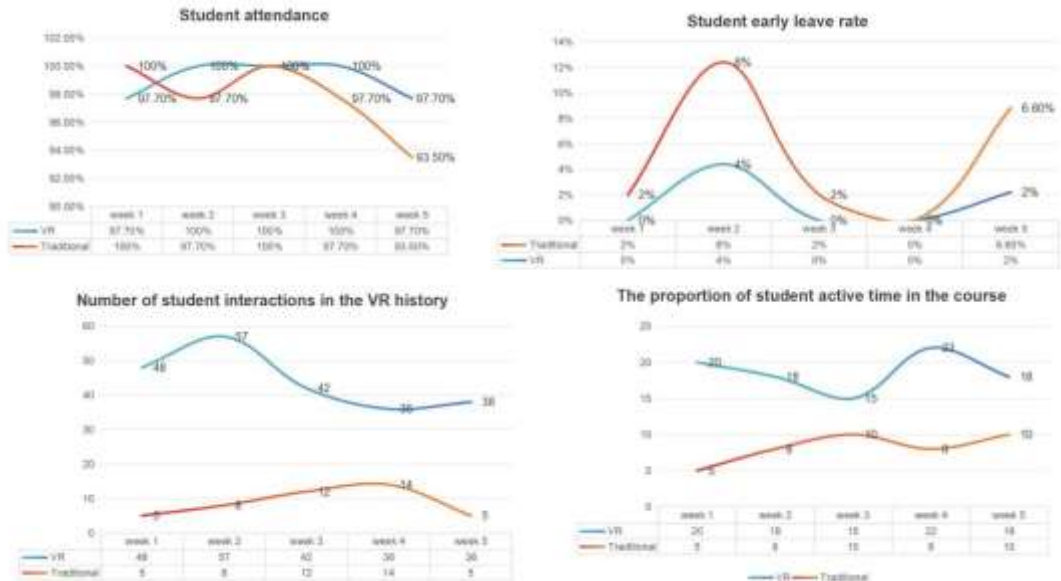 Student attendance
102.00%
100.00%
98.00%
96.00%
94.00%
92.00%
90.00%
100% 100% 100% 100%
97.70% 97.70% 97.70% 97.70%
93.50%
week 1 week 2 week 3 week 4 week 5
VR 97.70% 100% 100% 100% 97.70%
Traditional 100% 97.70% 100% 97.70% 93.50%
Student early leave rate
14%
12%
10%
8%
6%
4%
2%
0%
2% 4% 2% 6.60%
0% 0% 2%
week 1 week 2 week 3 week 4 week 5
Traditional 2% 2% 0% 6.60%
VR 0% 4% 0% 0% 2%
Number of student interactions in the VR history
60
50
40
30
20
10
0
48 57 42 36 38
5 8 12 14 5
week 1 week 2 week 3 week 4 week 5
VR 48 57 42 36 38
Traditional 5 8 12 14 5
The proportion of student active time in the course
25
20
15
10
5
0
20 18 15 22 18
5 8 10 8 10
week 1 week 2 week 3 week 4 week 5
VR 20 18 15 22 18
Traditional 5 8 10 8 10
VR Traditional